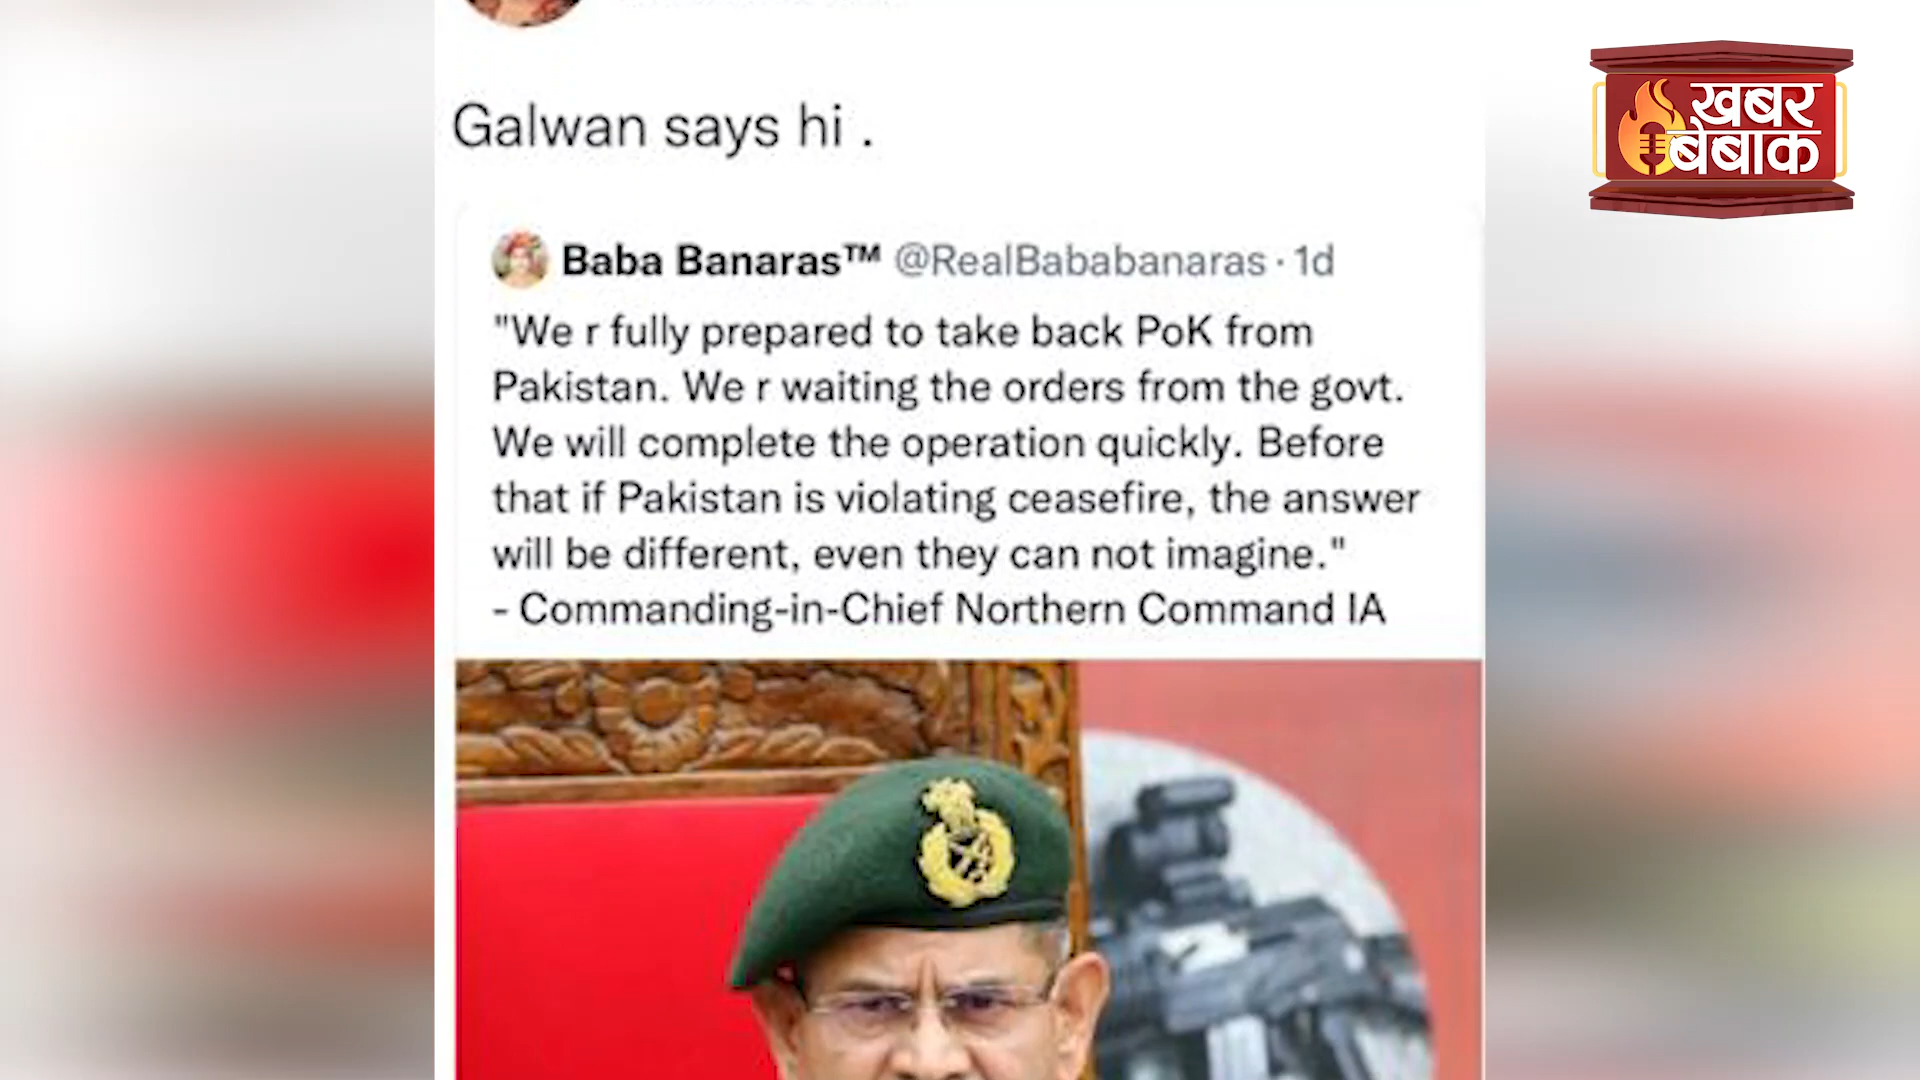 Galwan says hi .
खबर
बेबाक
Baba Banaras™ @RealBababanaras · 1d
"We r fully prepared to take back PoK from
Pakistan. We r waiting the orders from the govt.
We will complete the operation quickly. Before
that if Pakistan is violating ceasefire, the answer
will be different, even they can not imagine."
- Commanding-in-Chief Northern Command IA